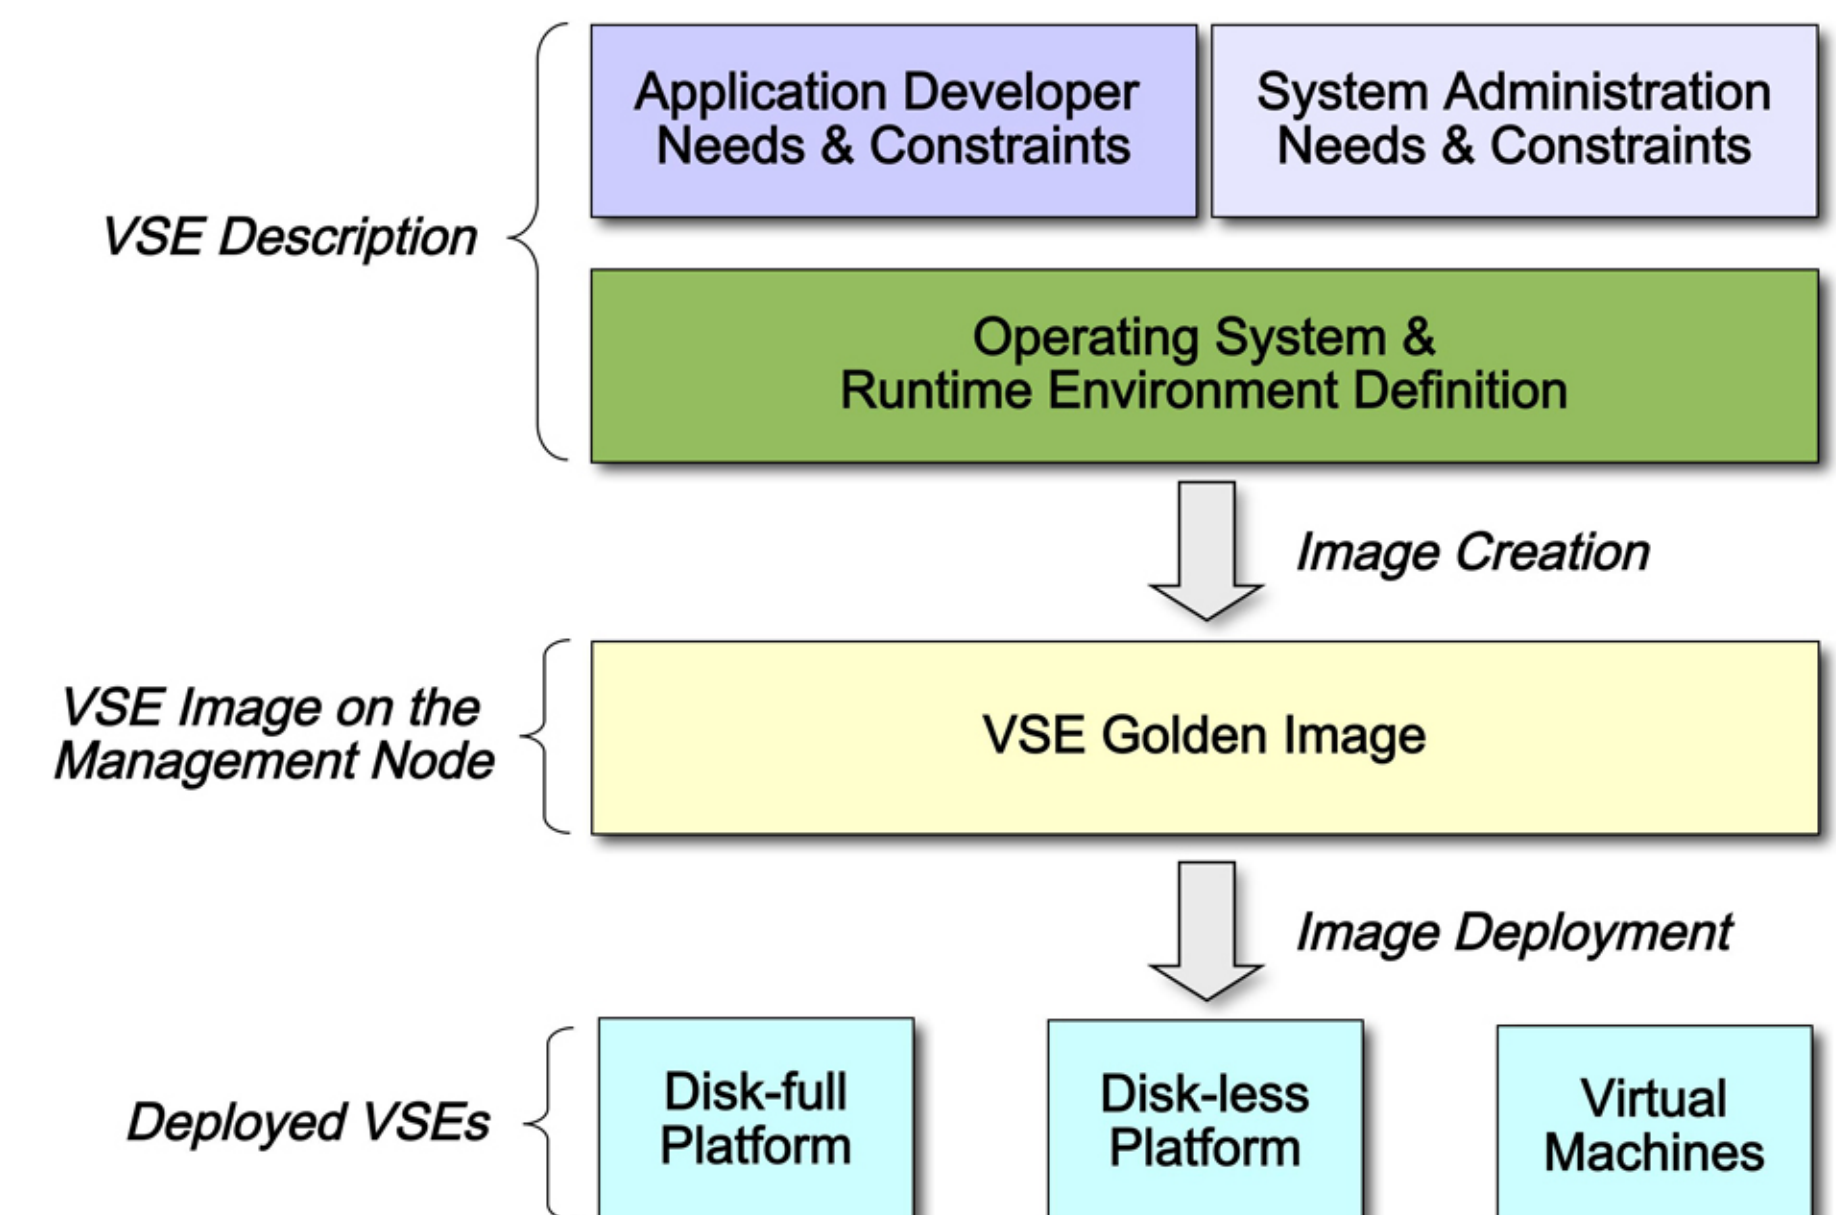 Application Developer
Needs & Constraints
System Administration
Needs & Constraints
VSE Description
Operating System &
Runtime Environment Definition
Image Creation
VSE Image on the
Management Node
VSE Golden Image
Image Deployment
Deployed VSEs
Disk-full
Platform
Disk-less
Platform
Virtual
Machines